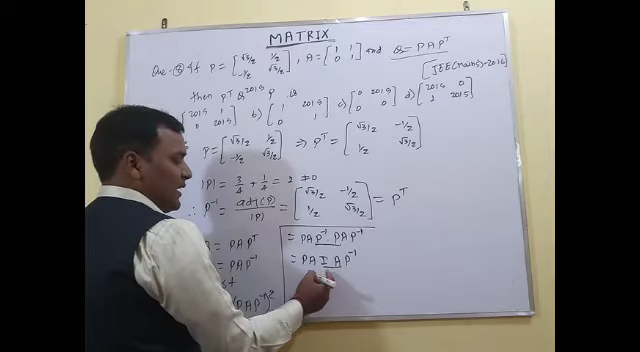 MATRIX
Que. 4 If P = [√3/2 1/2 -1/2 √3/2], A = [1 1 0 1] and Q = PAP^T
[JEE(Mains)-2016]
then P^T Q^2015 P is
[2015 1 0 2015] b) [1 2015 0 1] c) [0 2015 0 0] d) [2015 0 1 2015]
P = [√3/2 1/2 -1/2 √3/2] ⇒ P^T = [√3/2 -1/2 1/2 √3/2]
|P| = 3/4 + 1/4 = 1 ≠ 0
∴ P^-1 = adj(P)/|P| = [√3/2 -1/2 1/2 √3/2] = P^T
= PAP^T
= PAP^-1
(PAP^-1)^2
= PAP^-1 · PAP^-1
= PAIAP^-1